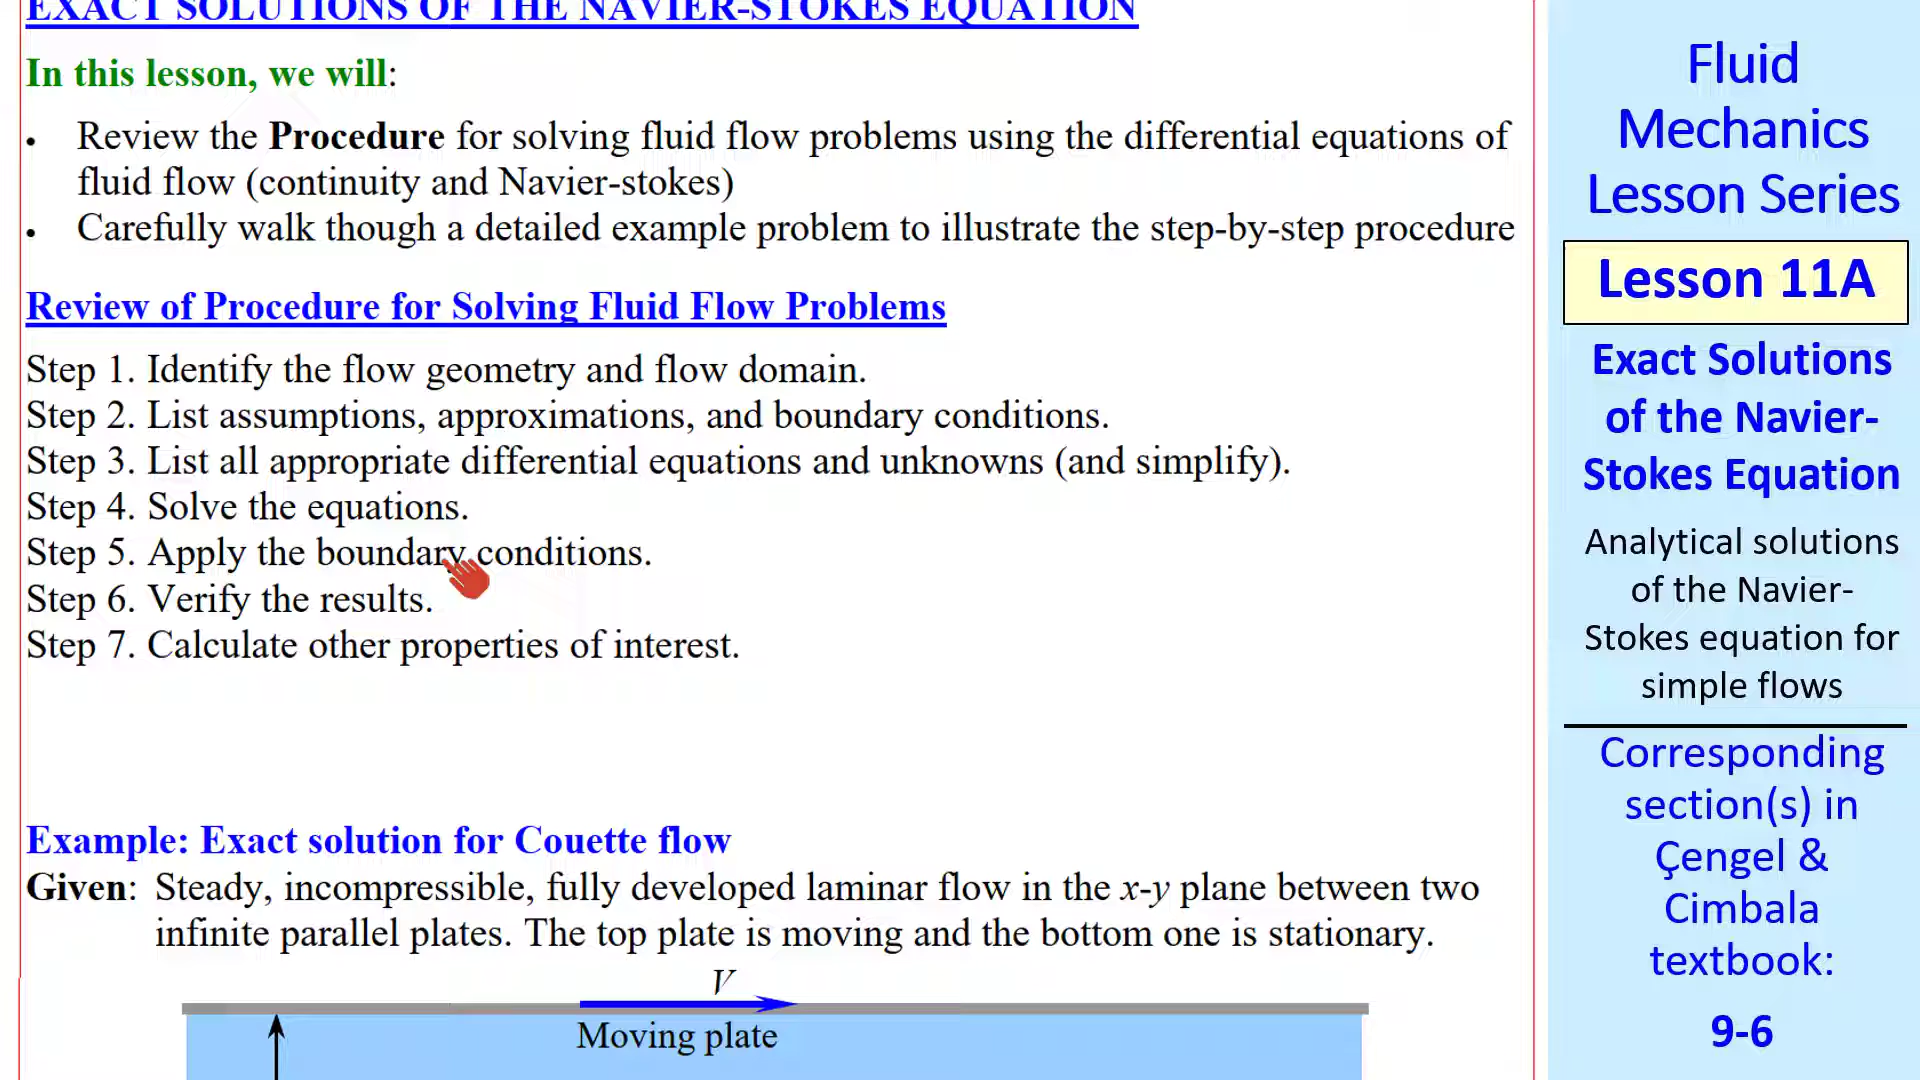 EXACT SOLUTIONS OF THE NAVIER-STOKES EQUATION
In this lesson, we will:
• Review the Procedure for solving fluid flow problems using the differential equations of
fluid flow (continuity and Navier-stokes)
• Carefully walk though a detailed example problem to illustrate the step-by-step procedure
Review of Procedure for Solving Fluid Flow Problems
Step 1. Identify the flow geometry and flow domain.
Step 2. List assumptions, approximations, and boundary conditions.
Step 3. List all appropriate differential equations and unknowns (and simplify).
Step 4. Solve the equations.
Step 5. Apply the boundary conditions.
Step 6. Verify the results.
Step 7. Calculate other properties of interest.
Example: Exact solution for Couette flow
Given: Steady, incompressible, fully developed laminar flow in the x-y plane between two
infinite parallel plates. The top plate is moving and the bottom one is stationary.
V
Moving plate
Fluid
Mechanics
Lesson Series
Lesson 11A
Exact Solutions
of the Navier-
Stokes Equation
Analytical solutions
of the Navier-
Stokes equation for
simple flows
Corresponding
section(s) in
Çengel &
Cimbala
textbook:
9-6